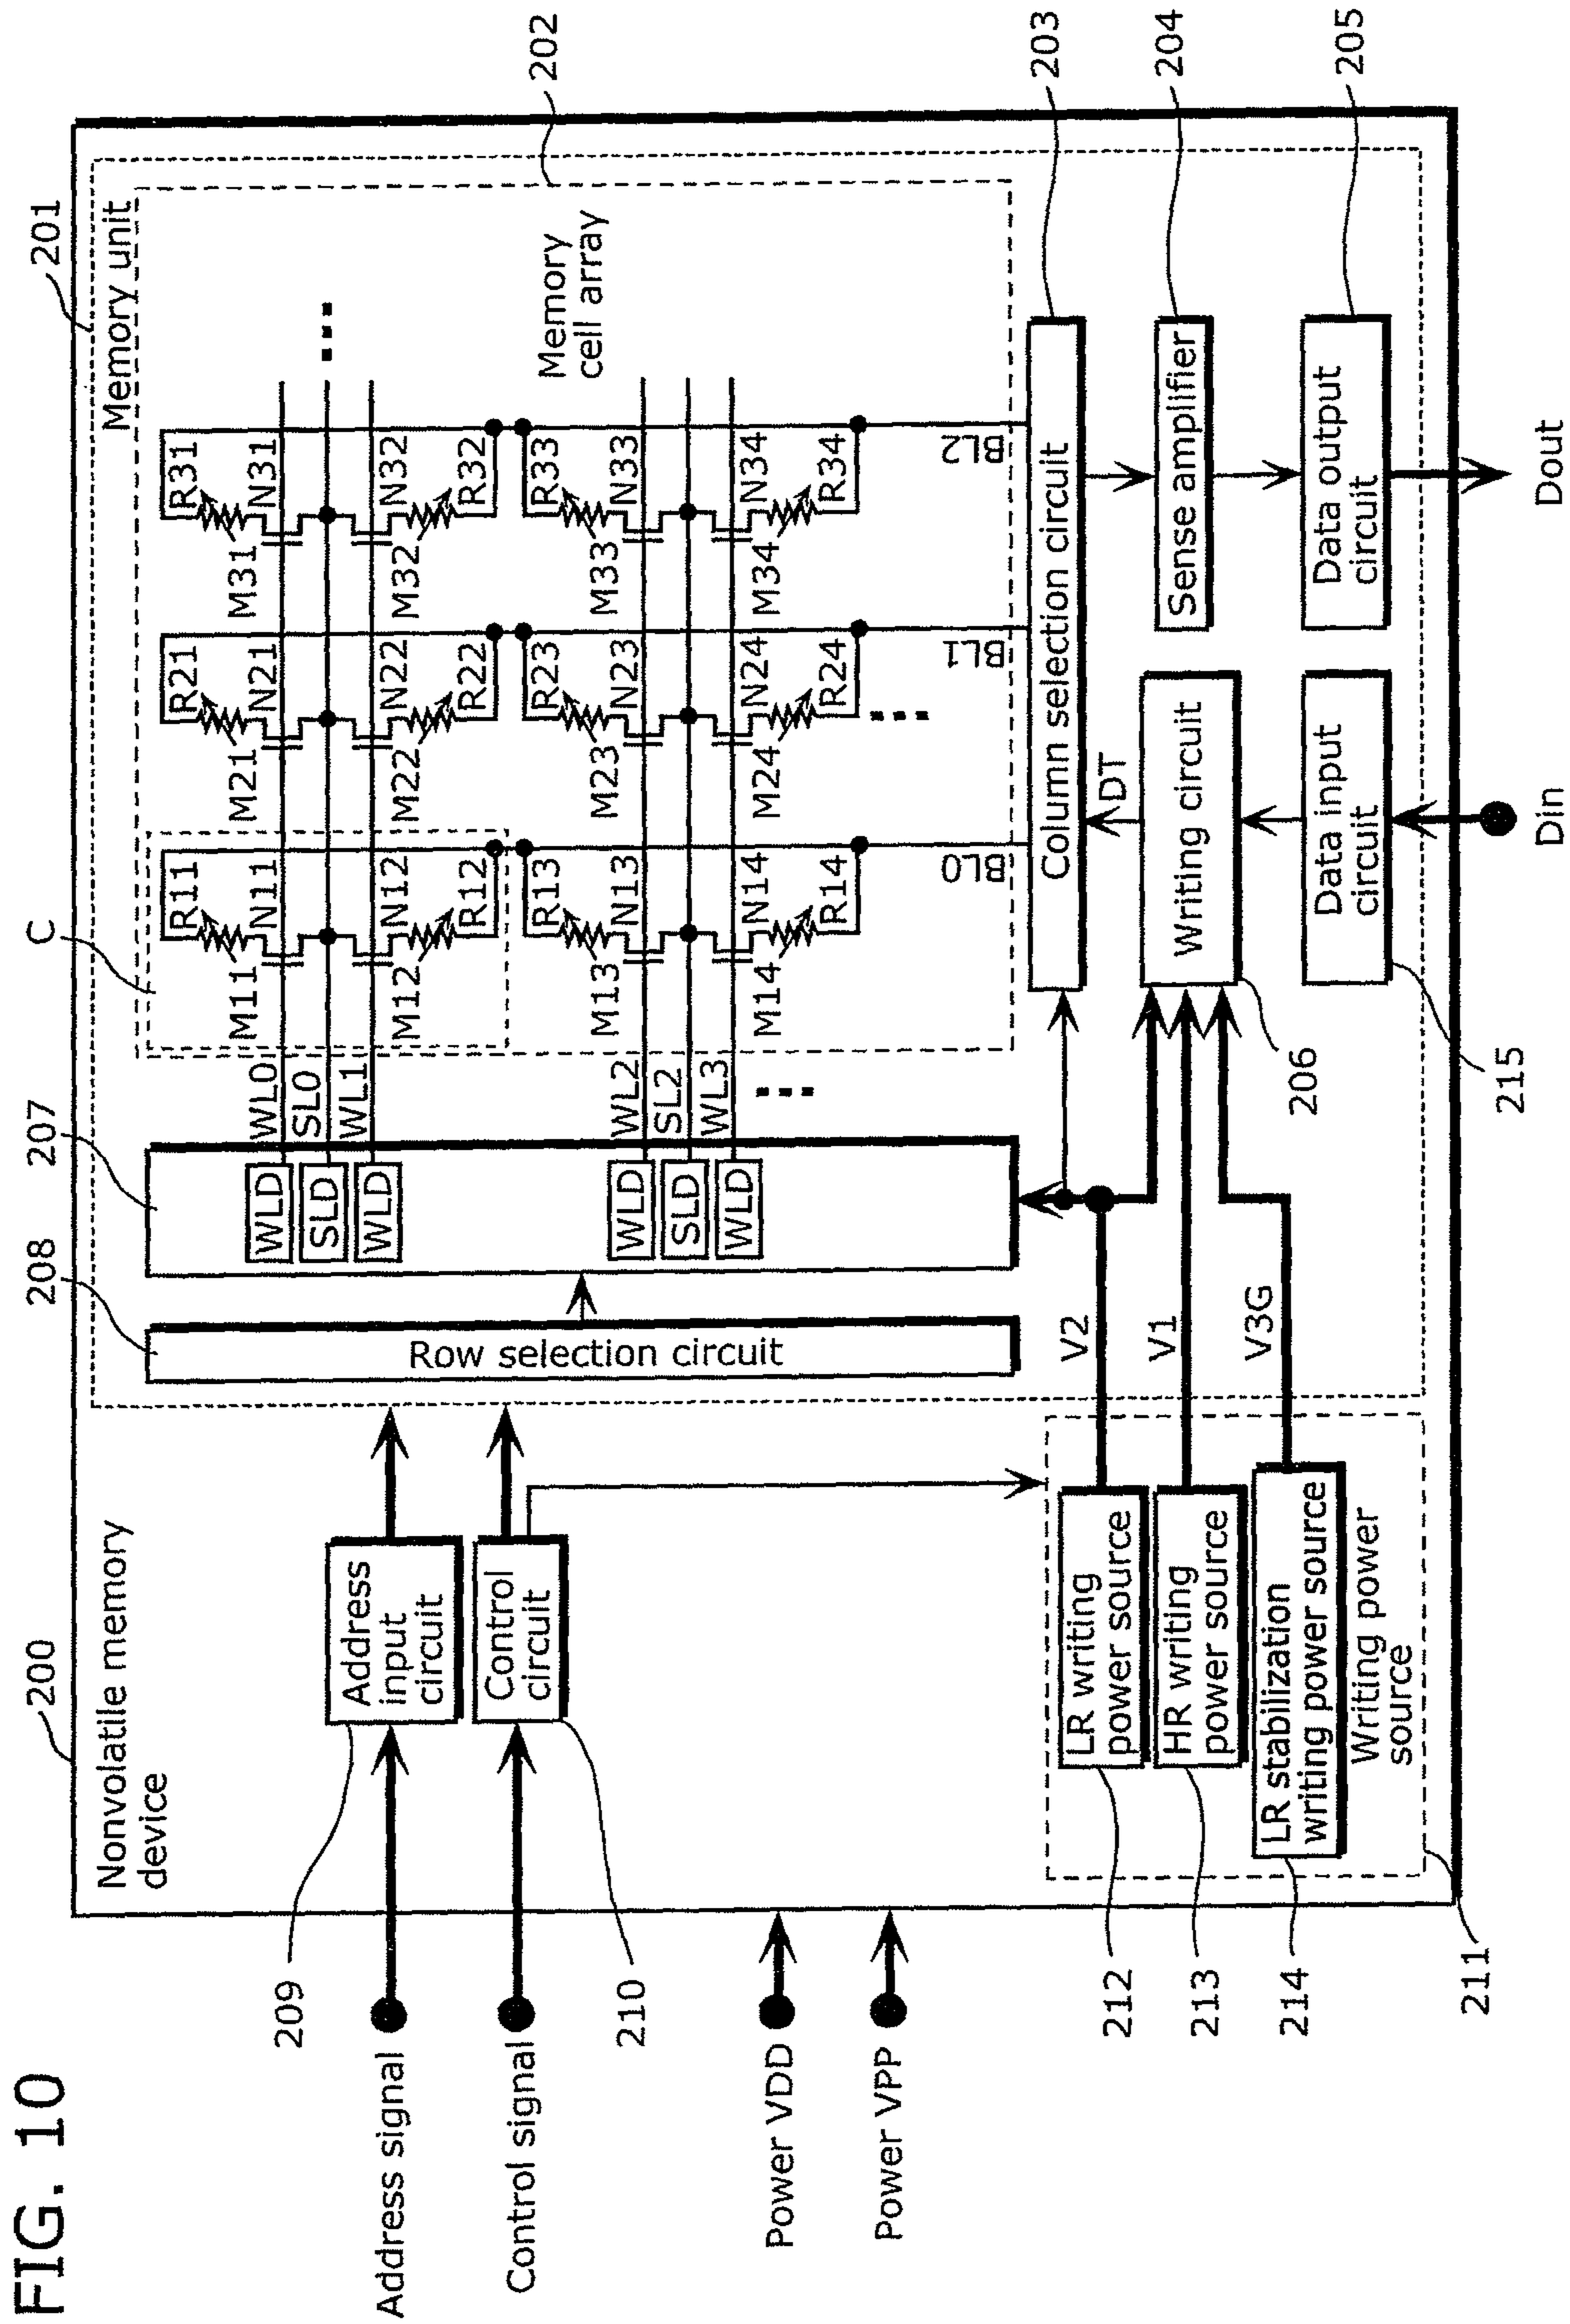 FIG. 10
200
Nonvolatile memory
device
201
Memory unit
202
Memory
cell array
C
207
208
Row selection circuit
WLD
SLD
WLD
WLD
SLD
WLD
WL0
SL0
WL1
WL2
SL2
WL3
M11
R11
N11
M12
N12
R12
M13
R13
N13
M14
N14
R14
M21
R21
N21
M22
N22
R22
M23
R23
N23
M24
N24
R24
M31
R31
N31
M32
N32
R32
M33
R33
N33
M34
N34
R34
BL0
BL1
BL2
Column selection circuit
203
Sense amplifier
204
Data output
circuit
205
Dout
DT
Writing circuit
206
Data input
circuit
215
Din
Address signal
209
Address
input
circuit
Control signal
210
Control
circuit
Power VDD
Power VPP
V2
V1
V3G
LR writing
power source
212
HR writing
power source
213
LR stabilization
writing power source
214
Writing power
source
211